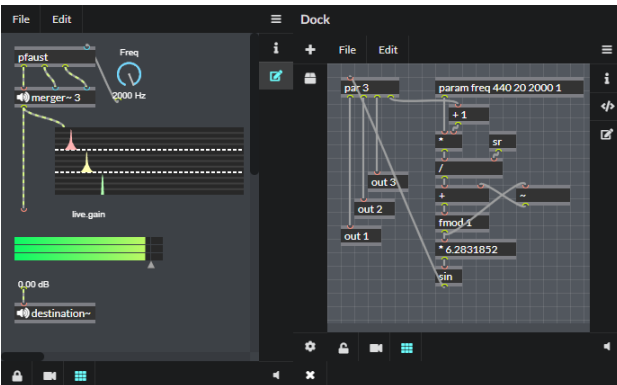 File Edit
pfaust
Freq
2000 Hz
merger~ 3
live.gain
0.00 dB
destination~
Dock
File Edit
par 3
param freq 440 20 2000 1
+ 1
*
sr
/
out 3
+
~
out 2
fmod 1
out 1
* 6.2831852
sin